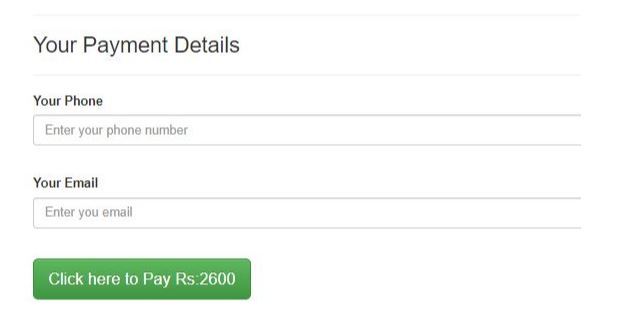 Your Payment Details
Your Phone
Enter your phone number
Your Email
Enter you email
Click here to Pay Rs:2600